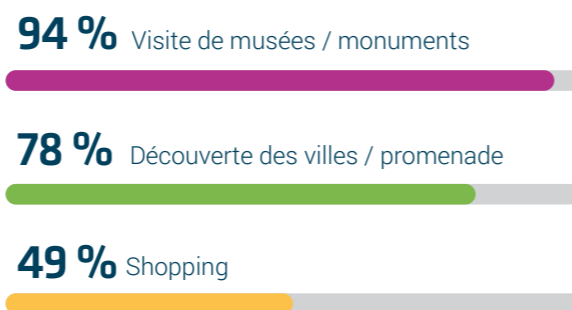 94 % Visite de musées / monuments
78 % Découverte des villes / promenade
49 % Shopping